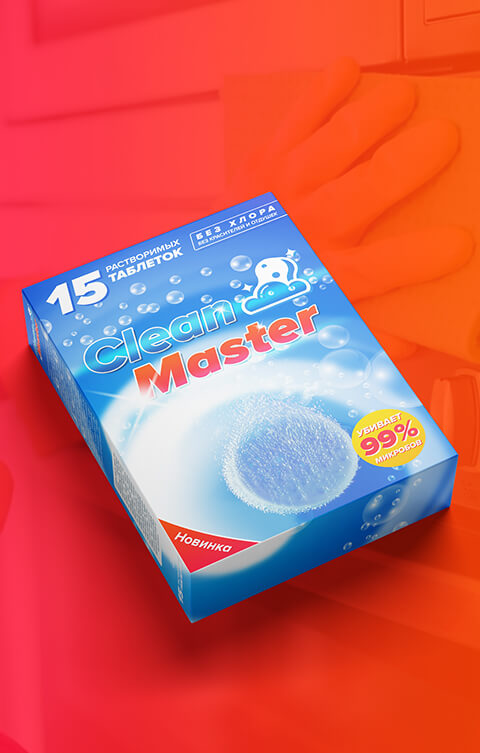 15 РАСТВОРИМЫХ
ТАБЛЕТОК
БЕЗ ХЛОРА
БЕЗ КРАСИТЕЛЕЙ И ОТДУШЕК
Clean
Master
УБИВАЕТ
99%
МИКРОБОВ
Новинка